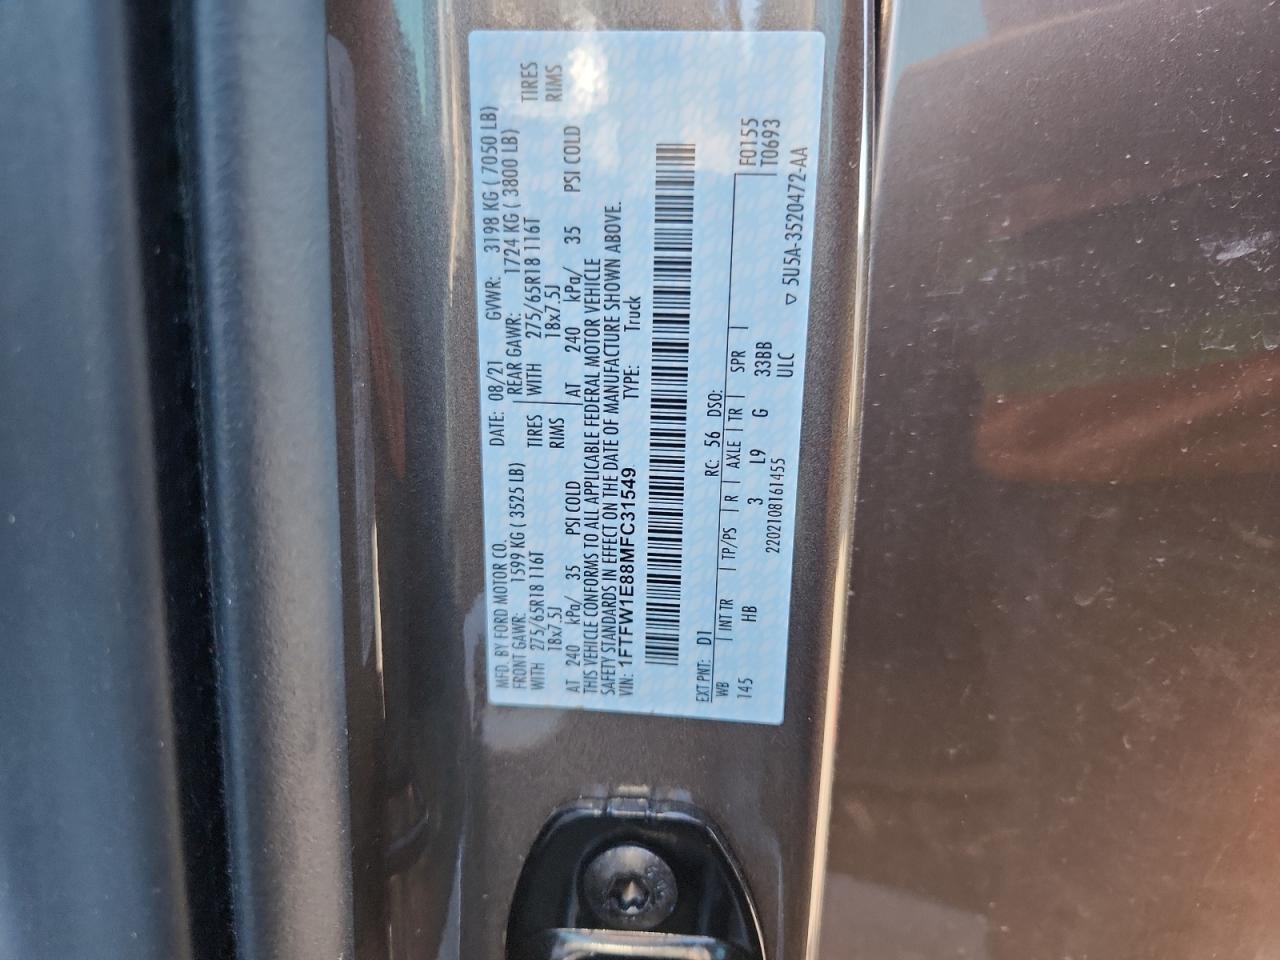 MFD. BY FORD MOTOR CO. DATE: 08/21 GVWR: 3198 KG ( 7050 LB)
FRONT GAWR: 1599 KG ( 3525 LB) REAR GAWR: 1724 KG ( 3800 LB)
WITH 275/65R18 116T TIRES WITH 275/65R18 116T TIRES
18x7.5J RIMS 18x7.5J RIMS
AT 240 kPa/ 35 PSI COLD AT 240 kPa/ 35 PSI COLD
THIS VEHICLE CONFORMS TO ALL APPLICABLE FEDERAL MOTOR VEHICLE
SAFETY STANDARDS IN EFFECT ON THE DATE OF MANUFACTURE SHOWN ABOVE.
VIN: 1FTFW1E88MFC31549 TYPE: Truck
EXT PNT: D1 RC: 56 DSO:
WB INT TR TP/PS R AXLE TR SPR F0155
145 HB 3 L9 G 33BB T0693
2202108161455 ULC ▽ 5U5A-3520472-AA